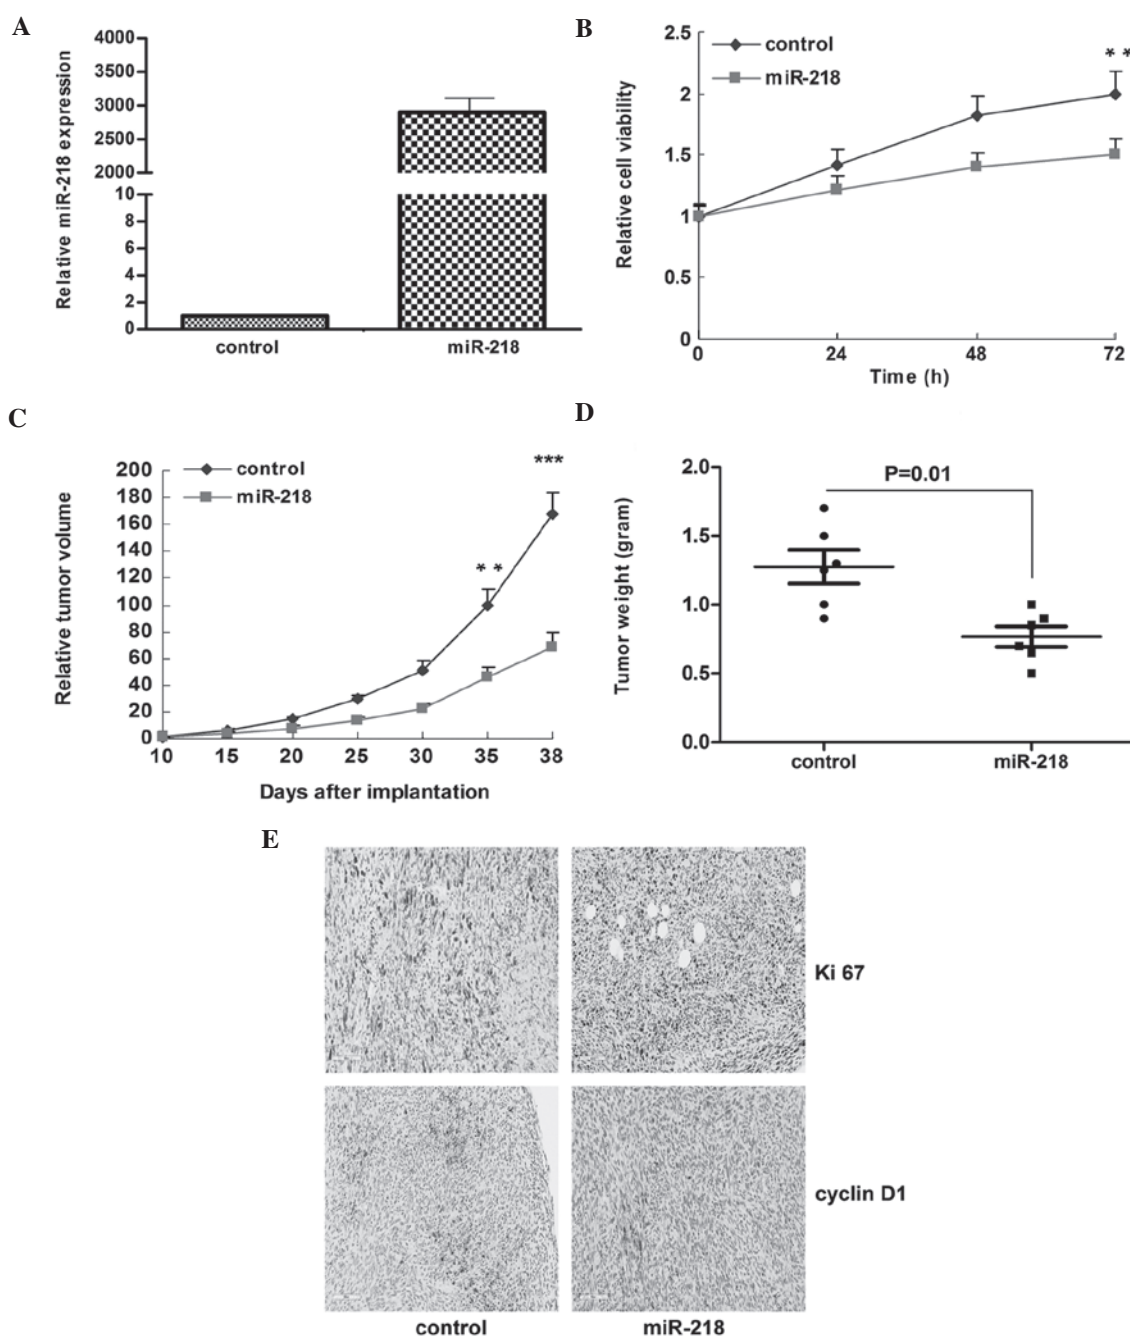 A
Relative miR-218 expression
4000
3500
3000
2500
2000
10
8
6
4
2
0
control
miR-218
B
Relative cell viability
control
miR-218
2.5
2
1.5
1
0.5
0
* *
0
24
48
72
Time (h)
C
Relative tumor volume
control
miR-218
200
180
160
140
120
100
80
60
40
20
0
* *
***
10
15
20
25
30
35
38
Days after implantation
D
Tumor weight (gram)
2.0
1.5
1.0
0.5
0.0
P=0.01
control
miR-218
E
Ki 67
cyclin D1
control
miR-218